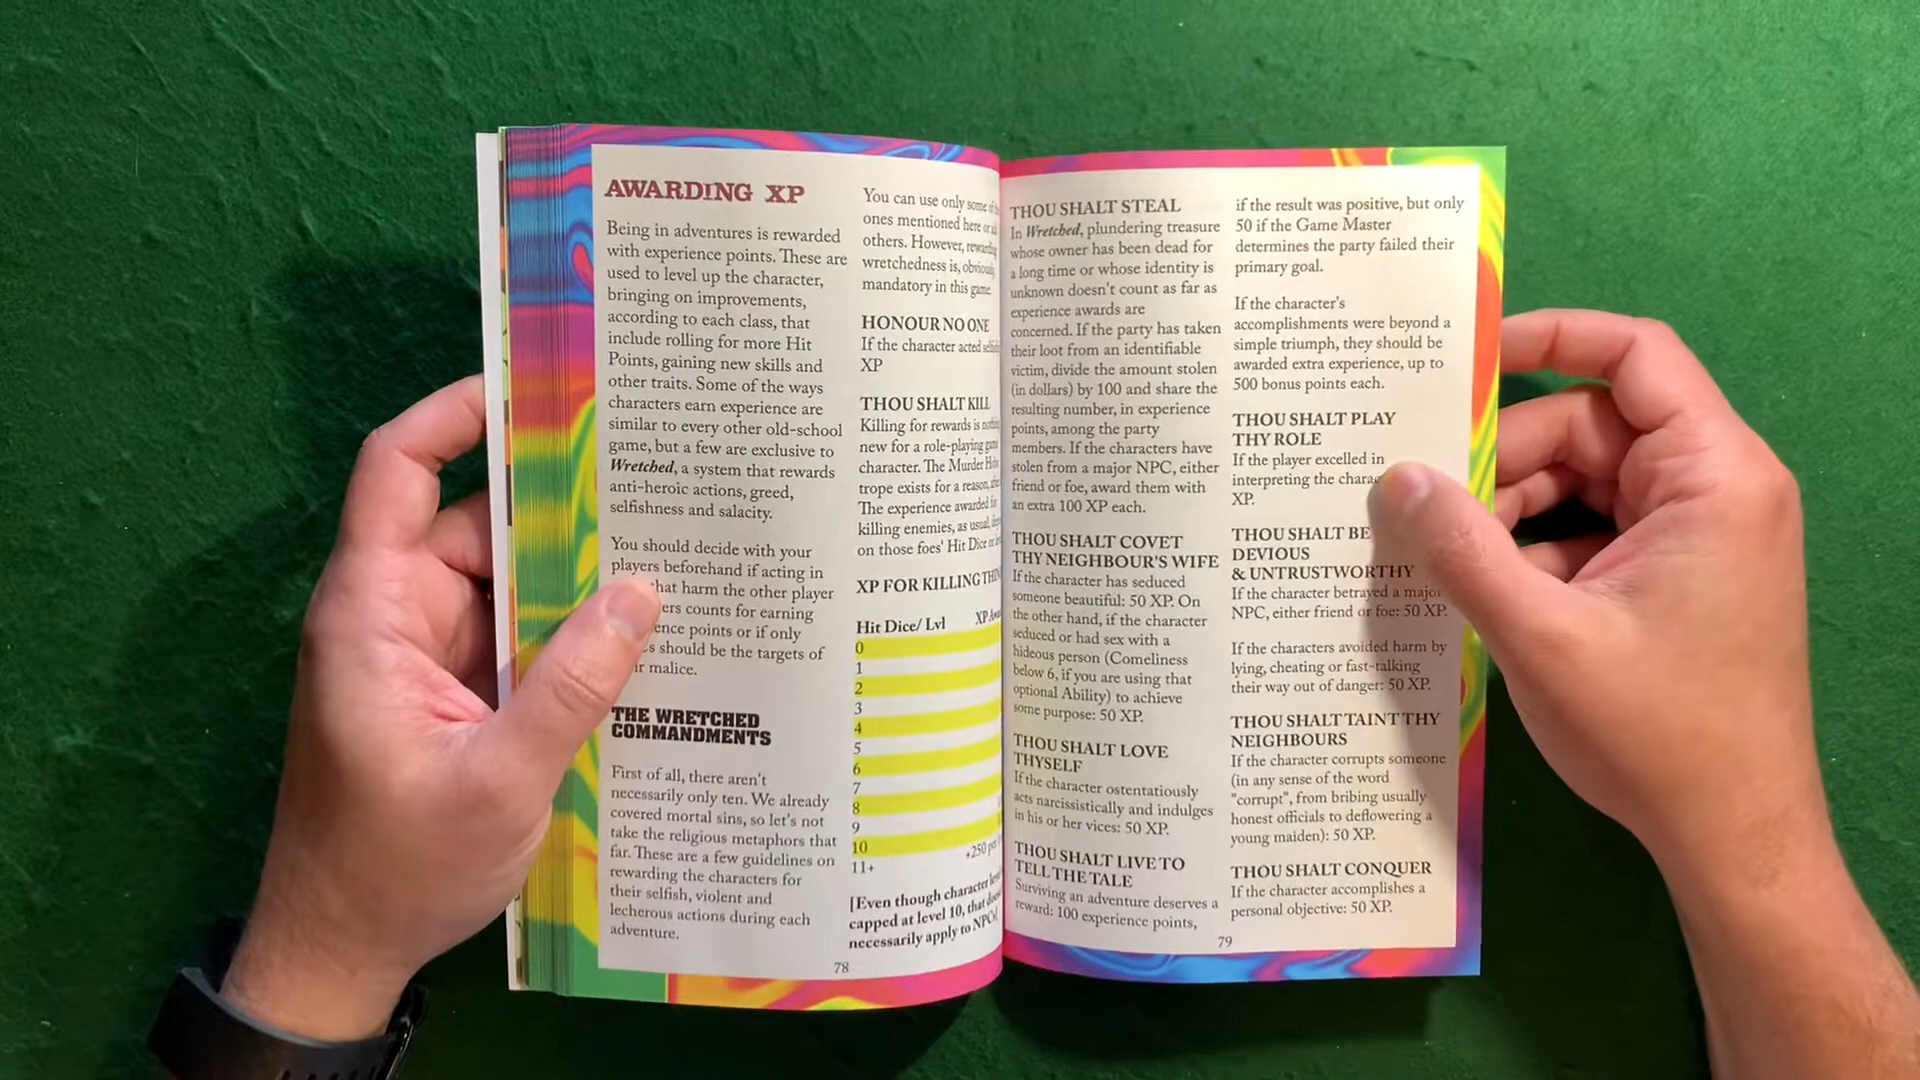 AWARDING XP
Being in adventures is rewarded
with experience points. These are
used to level up the character,
bringing on improvements,
according to each class, that
include rolling for more Hit
Points, gaining new skills and
other traits. Some of the ways
characters earn experience are
similar to every other old-school
game, but a few are exclusive to
Wretched, a system that rewards
anti-heroic actions, greed,
selfishness and salacity.
You should decide with your
players beforehand if acting in
that harm the other player
counts for earning
points or if only
should be the targets of
malice.
THE WRETCHED
COMMANDMENTS
First of all, there aren't
necessarily only ten. We already
covered mortal sins, so let's not
take the religious metaphors that
far. These are a few guidelines on
rewarding the characters for
their selfish, violent and
lecherous actions during each
adventure.
You can use only some of
ones mentioned here or
others. However, rewarding
wretchedness is, obviously
mandatory in this game.
HONOUR NO ONE
If the character acted
XP
THOU SHALT KILL
Killing for rewards is nothing
new for a role-playing game
character. The Murder Hobo
trope exists for a reason,
The experience awarded for
killing enemies, as usual,
on those foes' Hit Dice or
XP FOR KILLING THINGS
Hit Dice/ Lvl XP
0
1
2
3
4
5
6
7
8
9
10
11+ +250 per
[Even though character
capped at level 10, that
necessarily apply to NPCs]
78
THOU SHALT STEAL
In Wretched, plundering treasure
whose owner has been dead for
a long time or whose identity is
unknown doesn't count as far as
experience awards are
concerned. If the party has taken
their loot from an identifiable
victim, divide the amount stolen
(in dollars) by 100 and share the
resulting number, in experience
points, among the party
members. If the characters have
stolen from a major NPC, either
friend or foe, award them with
an extra 100 XP each.
THOU SHALT COVET
THY NEIGHBOUR'S WIFE
If the character has seduced
someone beautiful: 50 XP. On
the other hand, if the character
seduced or had sex with a
hideous person (Comeliness
below 6, if you are using that
optional Ability) to achieve
some purpose: 50 XP.
THOU SHALT LOVE
THYSELF
If the character ostentatiously
acts narcissistically and indulges
in his or her vices: 50 XP.
THOU SHALT LIVE TO
TELL THE TALE
Surviving an adventure deserves a
reward: 100 experience points,
if the result was positive, but only
50 if the Game Master
determines the party failed their
primary goal.
If the character's
accomplishments were beyond a
simple triumph, they should be
awarded extra experience, up to
500 bonus points each.
THOU SHALT PLAY
THY ROLE
If the player excelled in
interpreting the
XP.
THOU SHALT BE
DEVIOUS
& UNTRUSTWORTHY
If the character betrayed a major
NPC, either friend or foe: 50 XP.
If the characters avoided harm by
lying, cheating or fast-talking
their way out of danger: 50 XP.
THOU SHALT TAINT THY
NEIGHBOURS
If the character corrupts someone
(in any sense of the word
"corrupt", from bribing usually
honest officials to deflowering a
young maiden): 50 XP.
THOU SHALT CONQUER
If the character accomplishes a
personal objective: 50 XP.
79